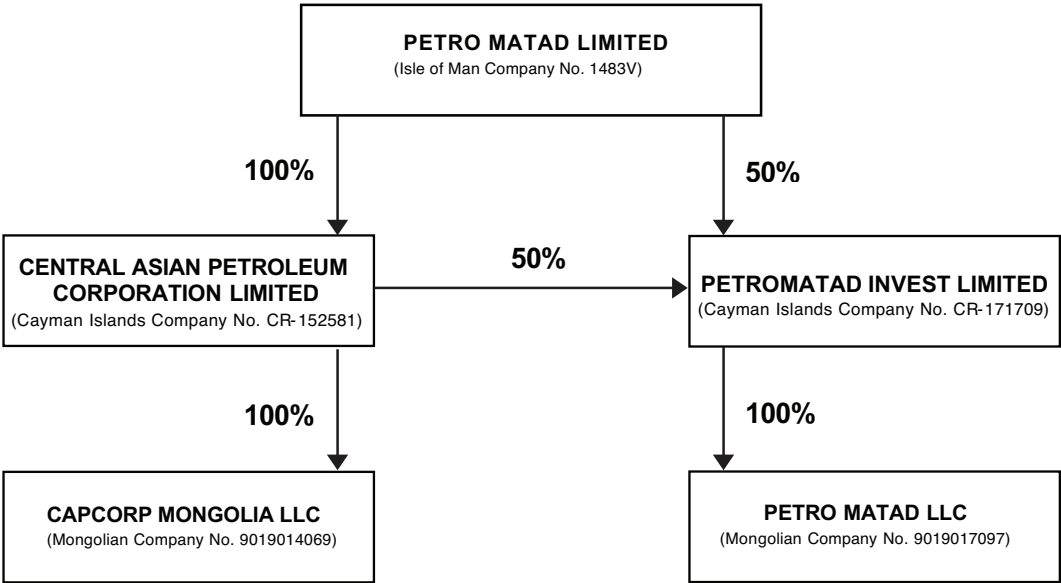 PETRO MATAD LIMITED
(Isle of Man Company No. 1483V)
100%
50%
CENTRAL ASIAN PETROLEUM
CORPORATION LIMITED
(Cayman Islands Company No. CR-152581)
50%
PETROMATAD INVEST LIMITED
(Cayman Islands Company No. CR-171709)
100%
100%
CAPCORP MONGOLIA LLC
(Mongolian Company No. 9019014069)
PETRO MATAD LLC
(Mongolian Company No. 9019017097)